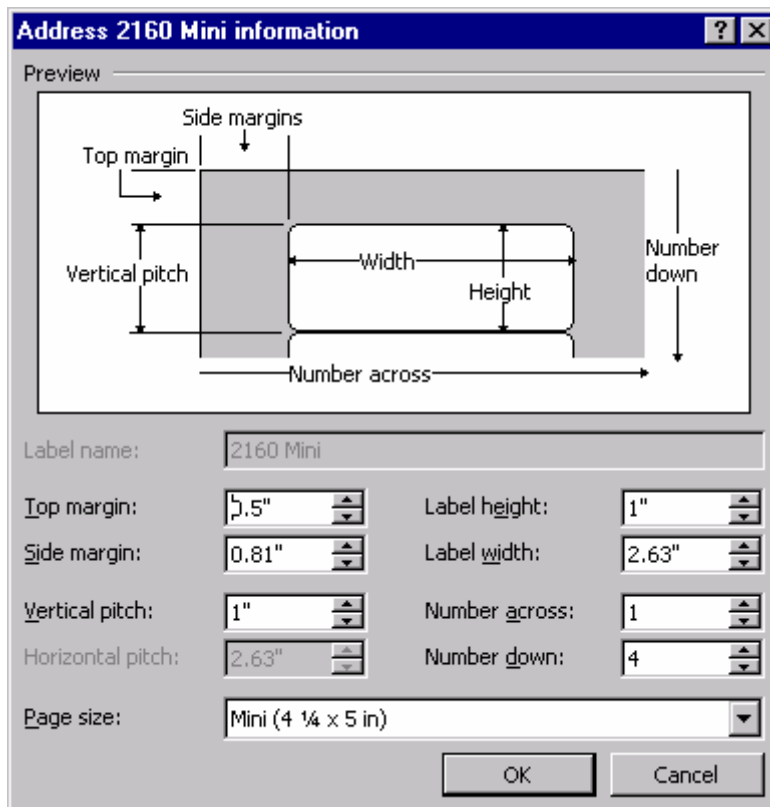 Address 2160 Mini information
Preview
Side margins
Top margin
Vertical pitch
Width
Height
Number
down
Number across
Label name: 2160 Mini
Top margin: 0.5" Label height: 1"
Side margin: 0.81" Label width: 2.63"
Vertical pitch: 1" Number across: 1
Horizontal pitch: 2.63" Number down: 4
Page size: Mini (4 ¼ x 5 in)
OK Cancel